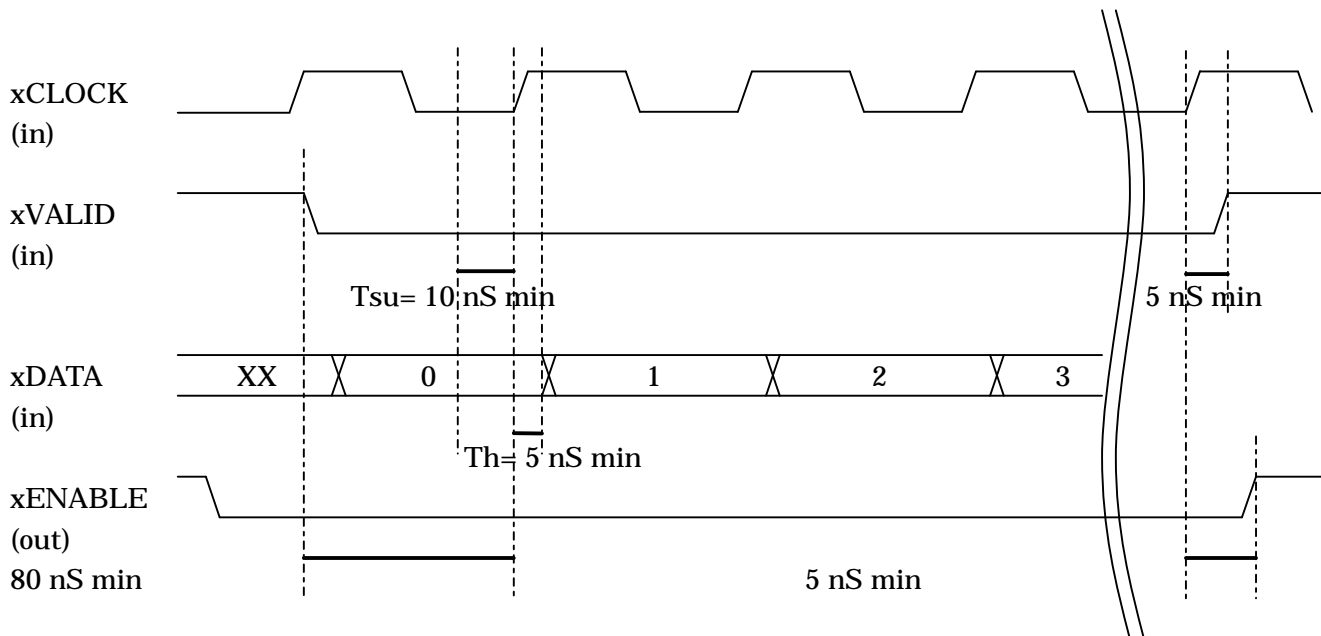 xCLOCK
(in)
xVALID
(in)
Tsu= 10 nS min
5 nS min
xDATA
(in)
XX 0 1 2 3
Th= 5 nS min
xENABLE
(out)
80 nS min
5 nS min